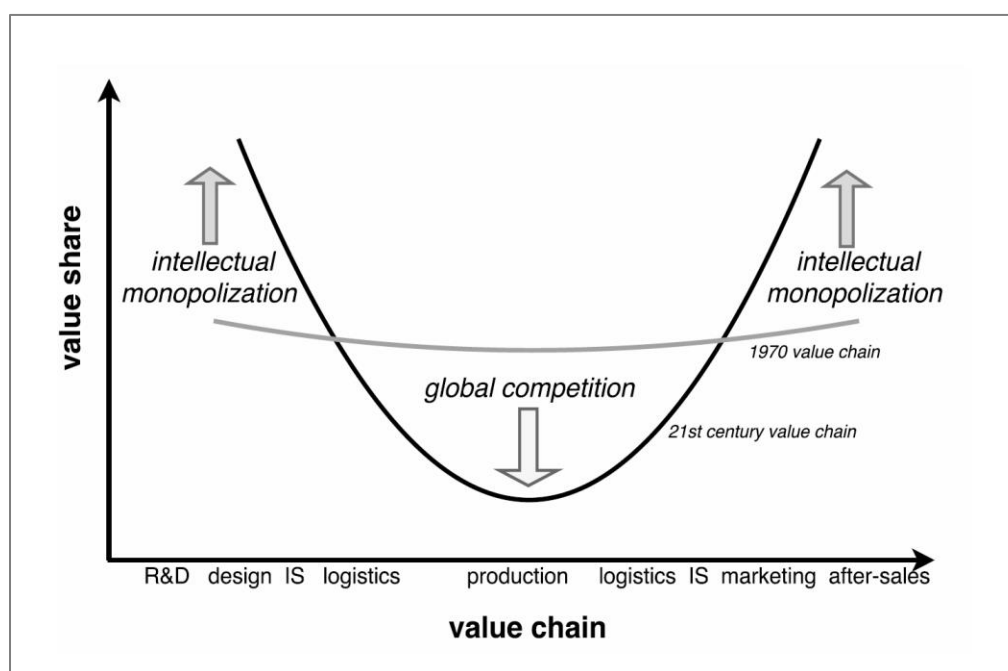 value share
intellectual
monopolization
intellectual
monopolization
1970 value chain
global competition
21st century value chain
R&D design IS logistics production logistics IS marketing after-sales
value chain